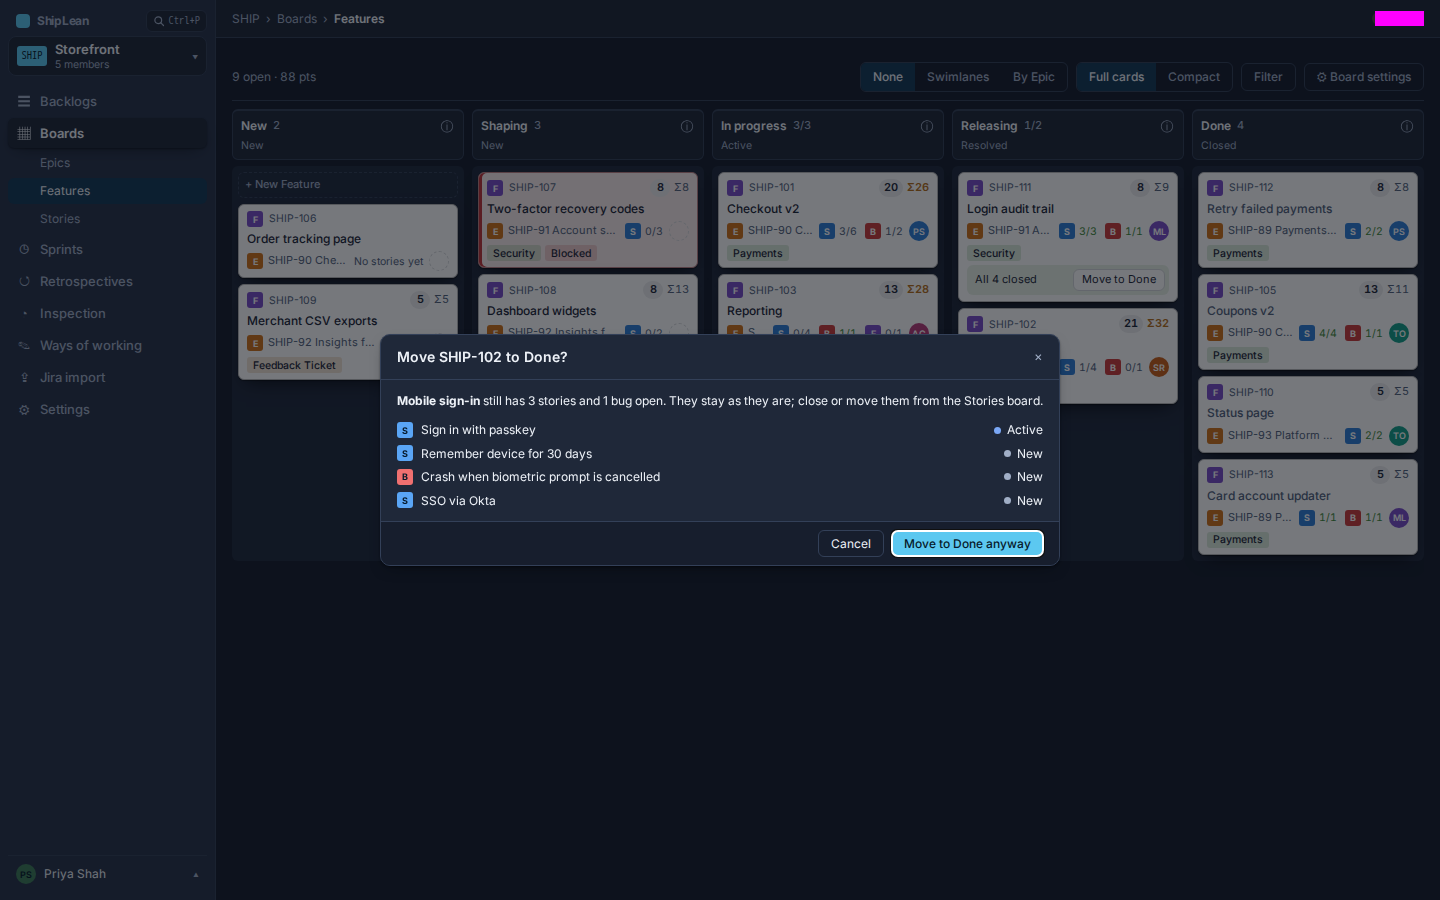 ShipLean
Ctrl+P
SHIP
Storefront
5 members
Backlogs
Boards
Epics
Features
Stories
Sprints
Retrospectives
Inspection
Ways of working
Jira import
Settings
PS Priya Shah
SHIP › Boards › Features
9 open · 88 pts
None Swimlanes By Epic Full cards Compact Filter Board settings
New 2
New
+ New Feature
F SHIP-106
Order tracking page
E SHIP-90 Che... No stories yet
F SHIP-109 5 Σ5
Merchant CSV exports
E SHIP-92 Insights f...
Feedback Ticket
Shaping 3
New
F SHIP-107 8 Σ8
Two-factor recovery codes
E SHIP-91 Account s... S 0/3
Security Blocked
F SHIP-108 8 Σ13
Dashboard widgets
E SHIP-92 Insights f... S 0/2
In progress 3/3
Active
F SHIP-101 20 Σ26
Checkout v2
E SHIP-90 C... S 3/6 B 1/2 PS
Payments
F SHIP-103 13 Σ28
Reporting
E S... S 0/4 B 1/1 F 0/1 AG
Releasing 1/2
Resolved
F SHIP-111 8 Σ9
Login audit trail
E SHIP-91 A... S 3/3 B 1/1 ML
Security
All 4 closed Move to Done
F SHIP-102 21 Σ32
S 1/4 B 0/1 SR
Done 4
Closed
F SHIP-112 8 Σ8
Retry failed payments
E SHIP-89 Payments... S 2/2 PS
Payments
F SHIP-105 13 Σ11
Coupons v2
E SHIP-90 C... S 4/4 B 1/1 TO
Payments
F SHIP-110 5 Σ5
Status page
E SHIP-93 Platform ... S 2/2 TO
F SHIP-113 5 Σ5
Card account updater
E SHIP-89 P... S 1/1 B 1/1 ML
Payments
Move SHIP-102 to Done? ×
Mobile sign-in still has 3 stories and 1 bug open. They stay as they are; close or move them from the Stories board.
S Sign in with passkey Active
S Remember device for 30 days New
B Crash when biometric prompt is cancelled New
S SSO via Okta New
Cancel Move to Done anyway